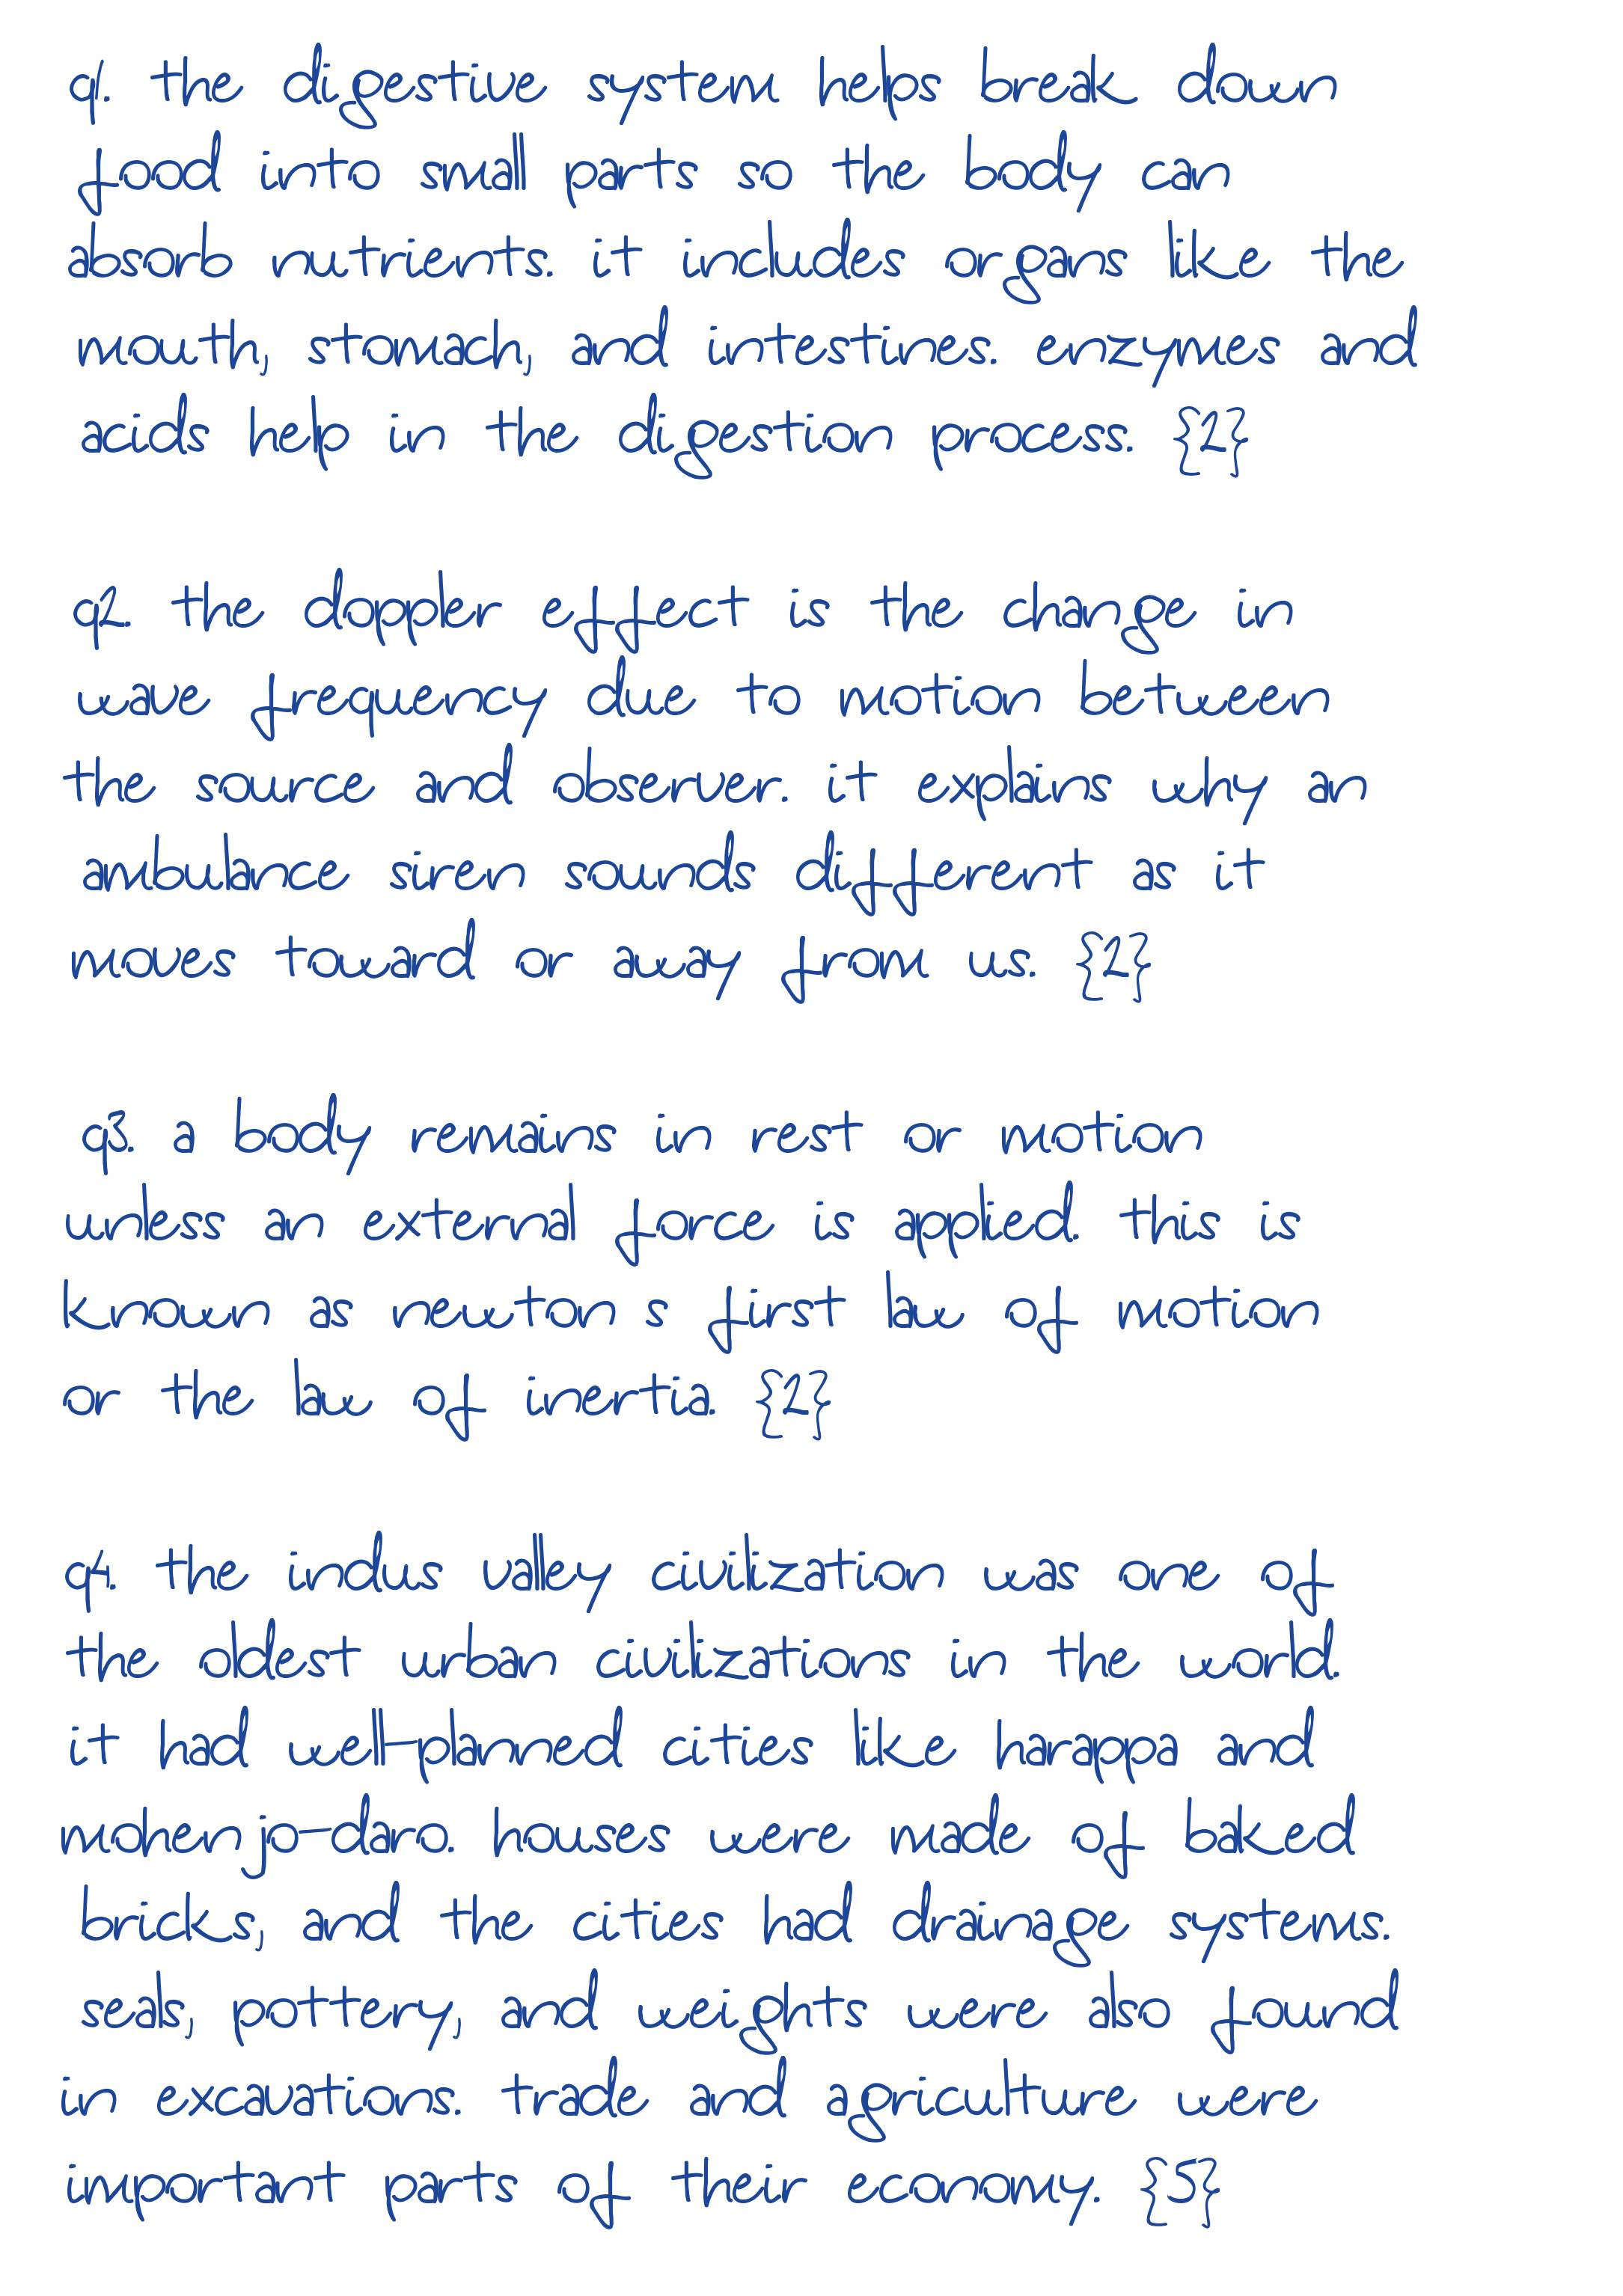 q1. the digestive system helps break down
food into small parts so the body can
absorb nutrients. it includes organs like the
mouth, stomach, and intestines. enzymes and
acids help in the digestion process. {2}
q2. the doppler effect is the change in
wave frequency due to motion between
the source and observer. it explains why an
ambulance siren sounds different as it
moves toward or away from us. {2}
q3. a body remains in rest or motion
unless an external force is applied. this is
known as newton s first law of motion
or the law of inertia. {2}
q4. the indus valley civilization was one of
the oldest urban civilizations in the world.
it had well-planned cities like harappa and
mohenjo-daro. houses were made of baked
bricks, and the cities had drainage systems.
seals, pottery, and weights were also found
in excavations. trade and agriculture were
important parts of their economy. {5}